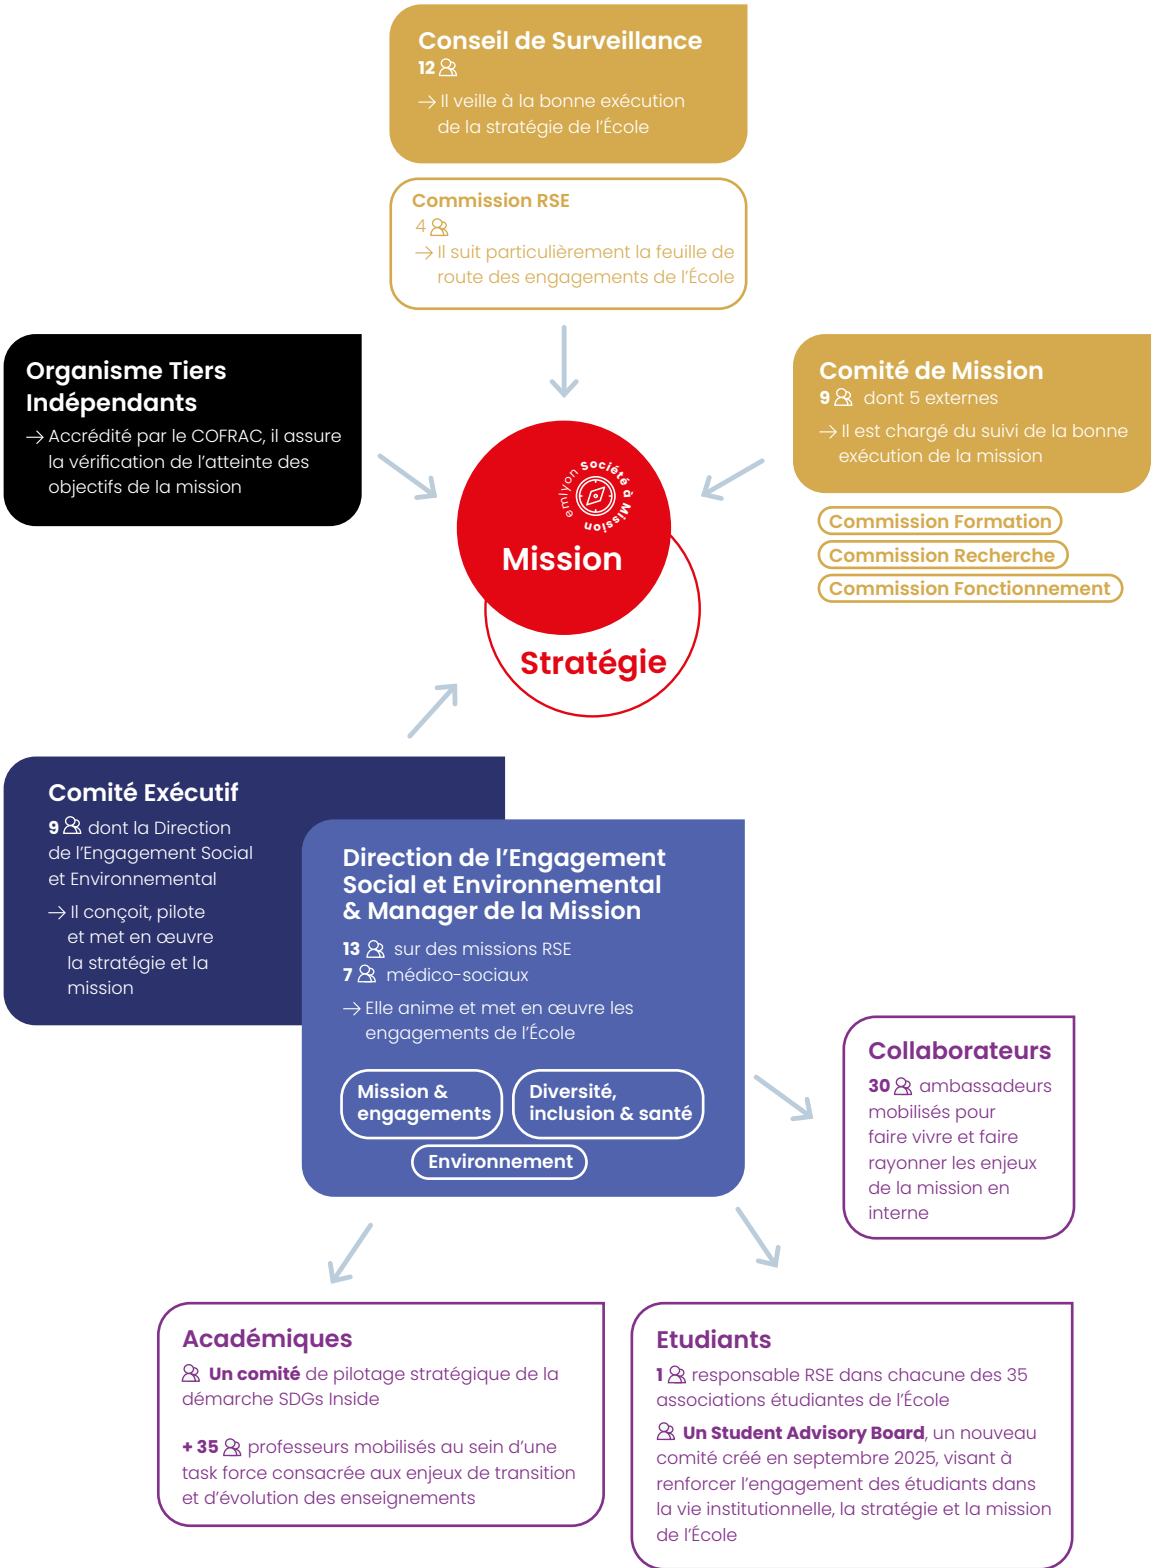 Conseil de Surveillance
12
→ Il veille à la bonne exécution
de la stratégie de l'École
Commission RSE
4
→ Il suit particulièrement la feuille de
route des engagements de l'École
Organisme Tiers
Indépendants
→ Accrédité par le COFRAC, il assure
la vérification de l'atteinte des
objectifs de la mission
Comité de Mission
9 dont 5 externes
→ Il est chargé du suivi de la bonne
exécution de la mission
Commission Formation
Commission Recherche
Commission Fonctionnement
emlyon Société à Mission
Mission
Stratégie
Comité Exécutif
9 dont la Direction
de l'Engagement Social
et Environnemental
→ Il conçoit, pilote
et met en œuvre
la stratégie et la
mission
Direction de l'Engagement
Social et Environnemental
& Manager de la Mission
13 sur des missions RSE
7 médico-sociaux
→ Elle anime et met en œuvre les
engagements de l'École
Mission &
engagements
Diversité,
inclusion & santé
Environnement
Collaborateurs
30 ambassadeurs
mobilisés pour
faire vivre et faire
rayonner les enjeux
de la mission en
interne
Académiques
Un comité de pilotage stratégique de la
démarche SDGs Inside
+ 35 professeurs mobilisés au sein d'une
task force consacrée aux enjeux de transition
et d'évolution des enseignements
Etudiants
1 responsable RSE dans chacune des 35
associations étudiantes de l'École
Un Student Advisory Board, un nouveau
comité créé en septembre 2025, visant à
renforcer l'engagement des étudiants dans
la vie institutionnelle, la stratégie et la mission
de l'École